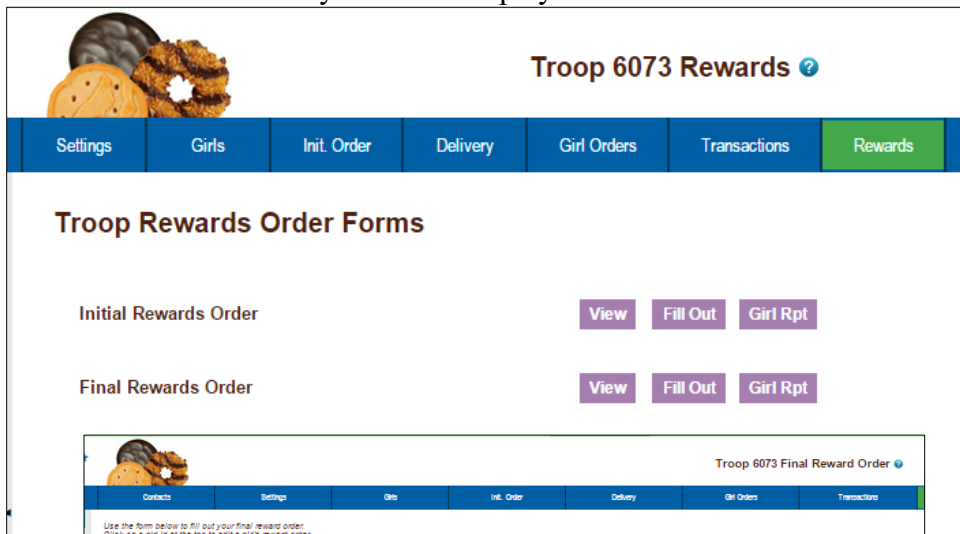 Troop 6073 Rewards ?
Settings Girls Init. Order Delivery Girl Orders Transactions Rewards
Troop Rewards Order Forms
Initial Rewards Order View Fill Out Girl Rpt
Final Rewards Order View Fill Out Girl Rpt
Troop 6073 Final Reward Order ?
Contacts Settings Girls Init. Order Delivery Girl Orders Transactions
Use the form below to fill out your final reward order.